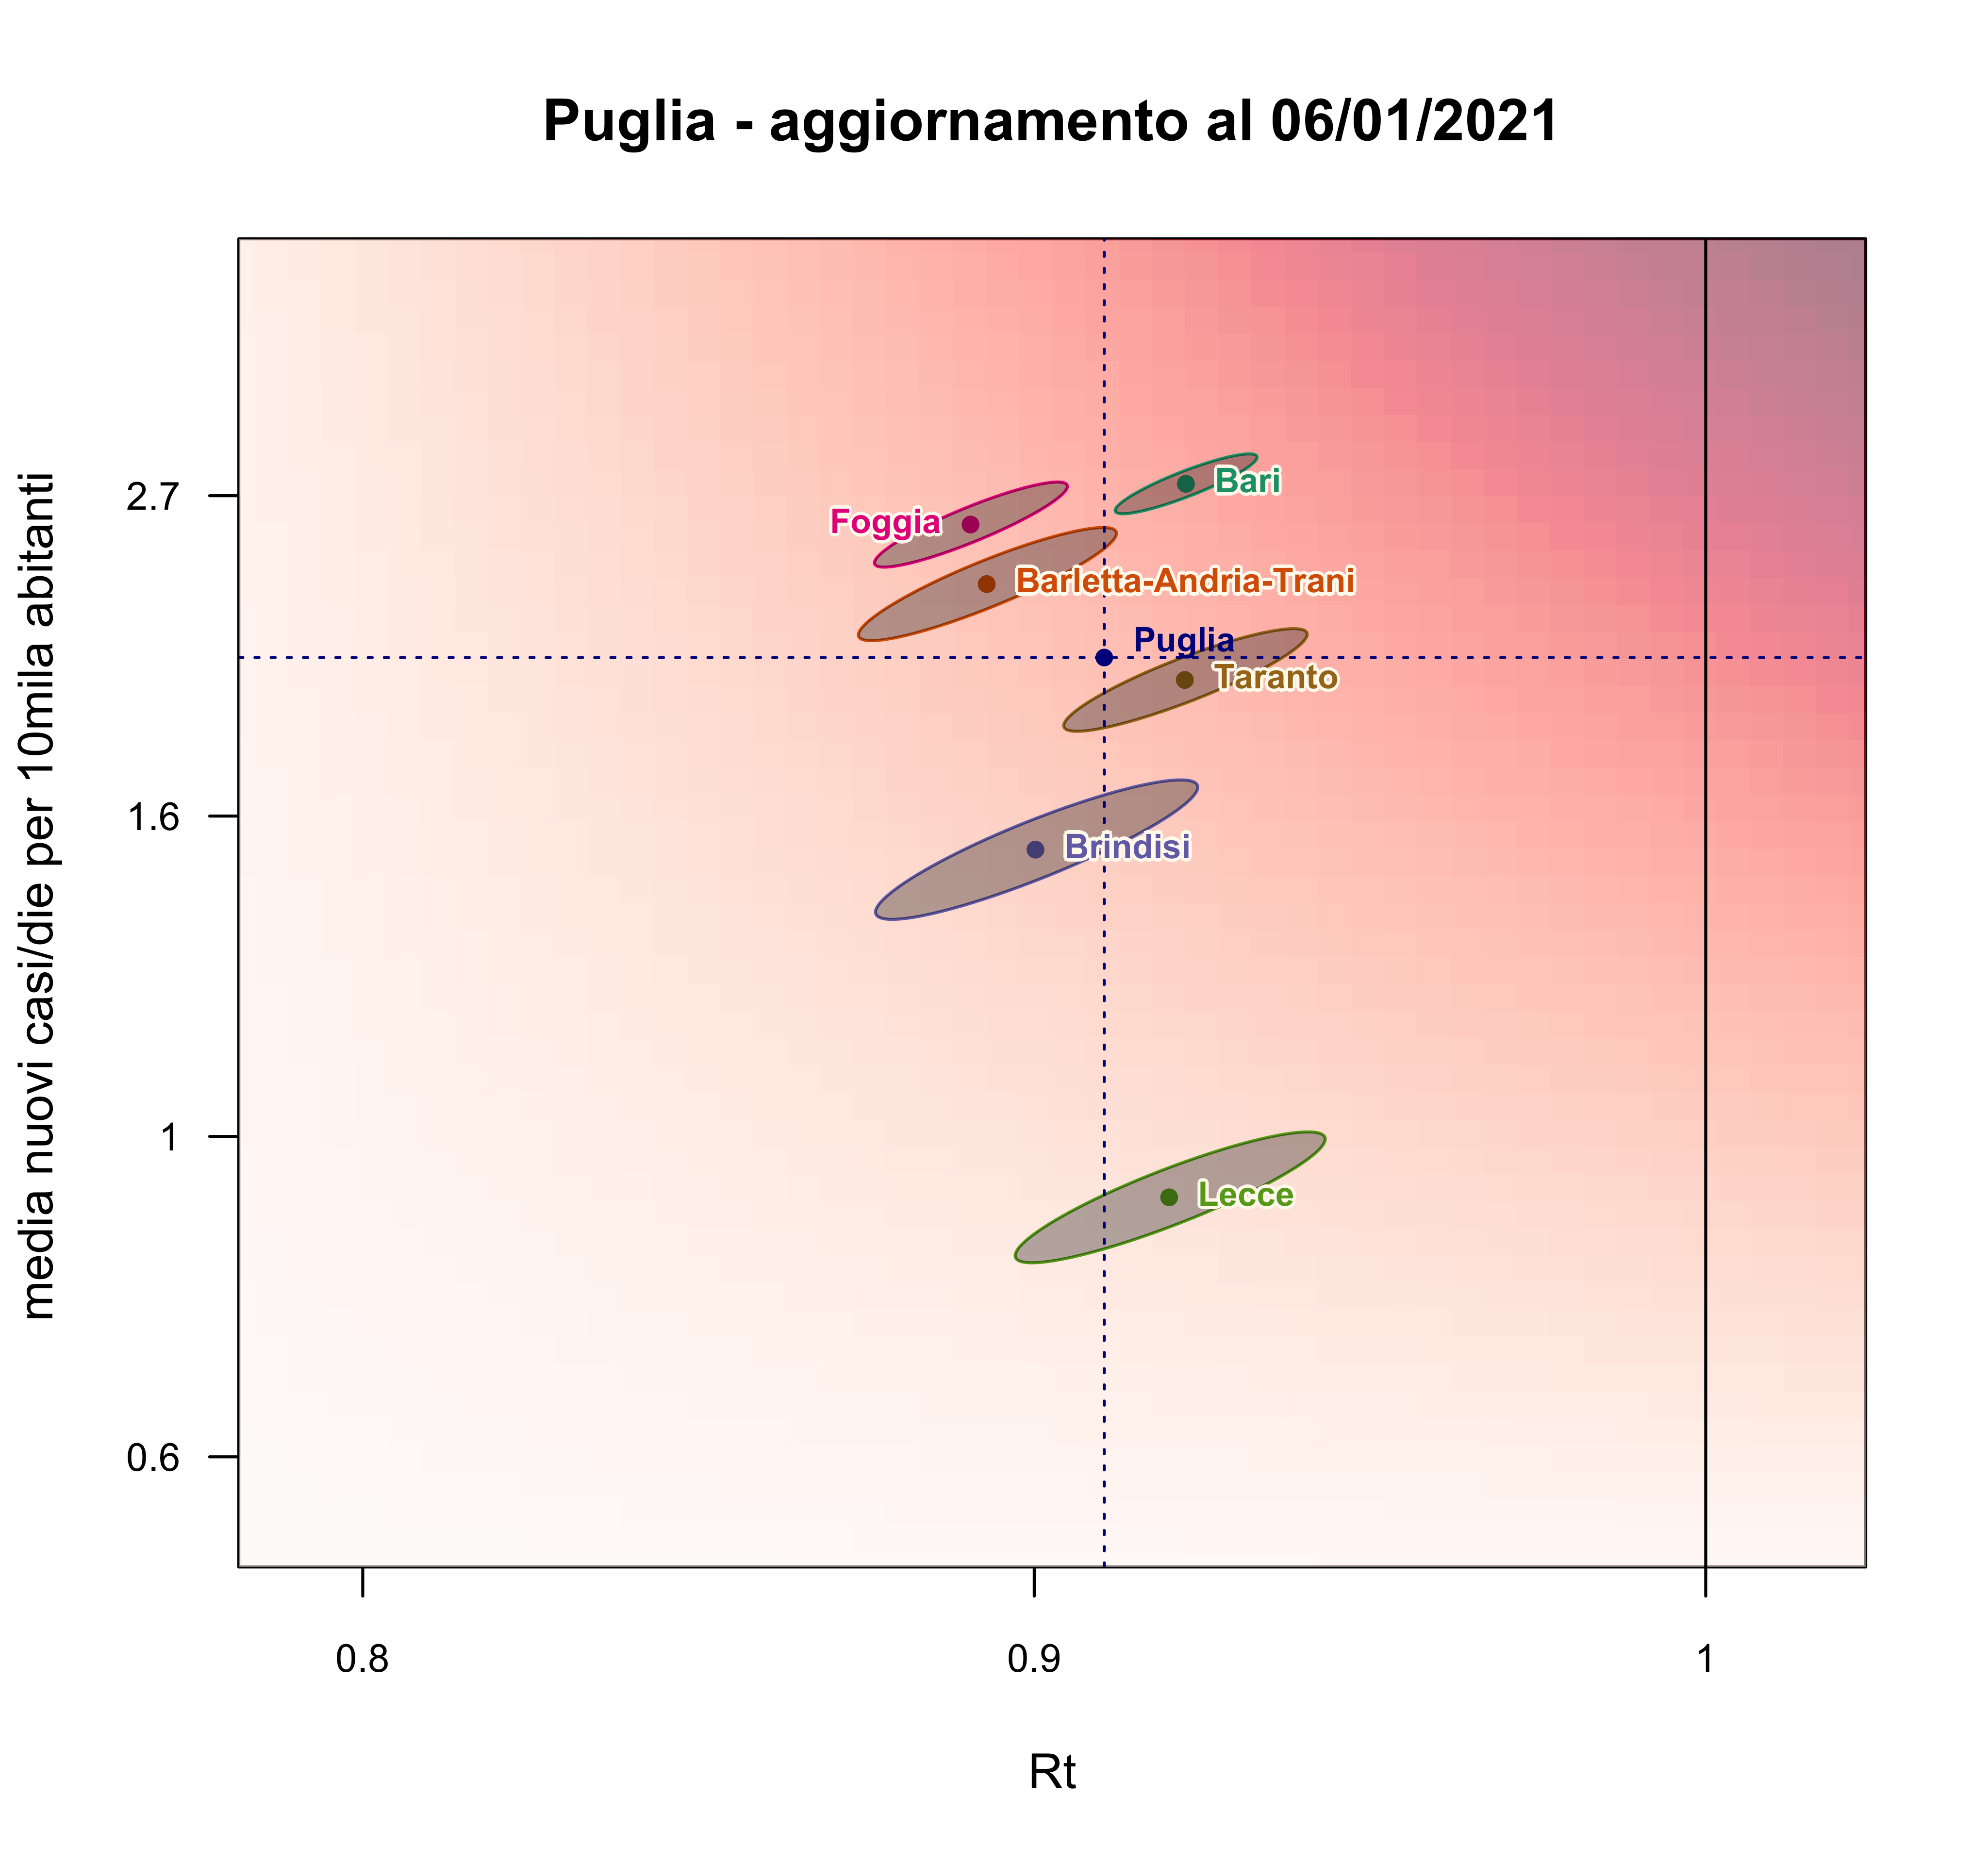 Puglia - aggiornamento al 06/01/2021
media nuovi casi/die per 10mila abitanti
2.7
1.6
1
0.6
Bari
Foggia
Barletta-Andria-Trani
Puglia
Taranto
Brindisi
Lecce
0.8
0.9
1
Rt